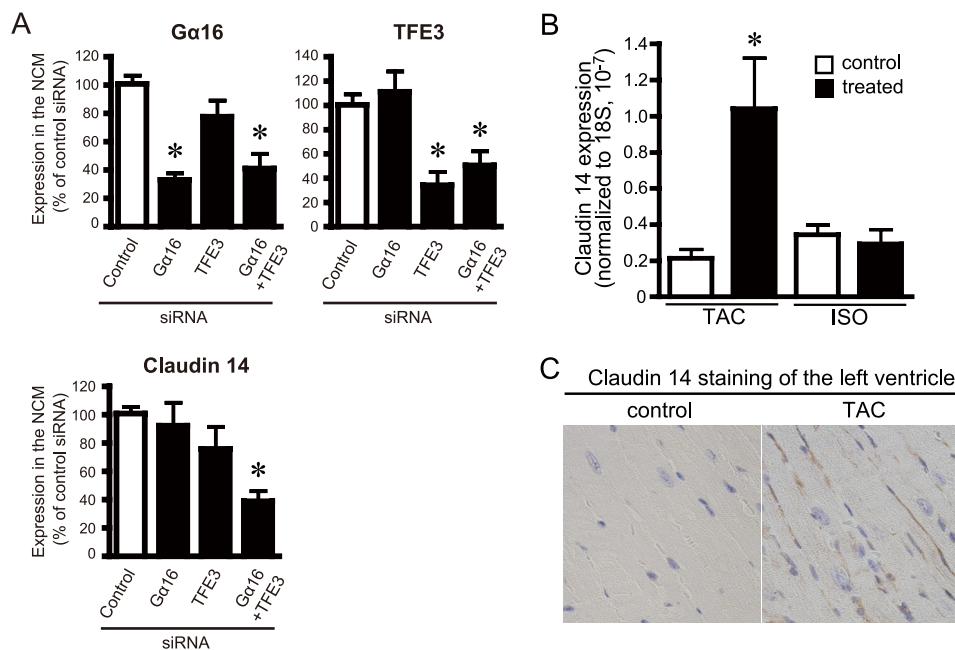 A
Gα16
Expression in the NCM
(% of control siRNA)
120
100
80
60
40
20
0
*
*
Control
Gα16
TFE3
Gα16
+TFE3
siRNA
TFE3
140
120
100
80
60
40
20
0
*
*
Control
Gα16
TFE3
Gα16
+TFE3
siRNA
Claudin 14
Expression in the NCM
(% of control siRNA)
120
100
80
60
40
20
0
*
Control
Gα16
TFE3
Gα16
+TFE3
siRNA
B
Claudin 14 expression
(normalized to 18S, 10-7)
1.4
1.2
1.0
0.8
0.6
0.4
0.2
0
*
control
treated
TAC
ISO
C
Claudin 14 staining of the left ventricle
control
TAC